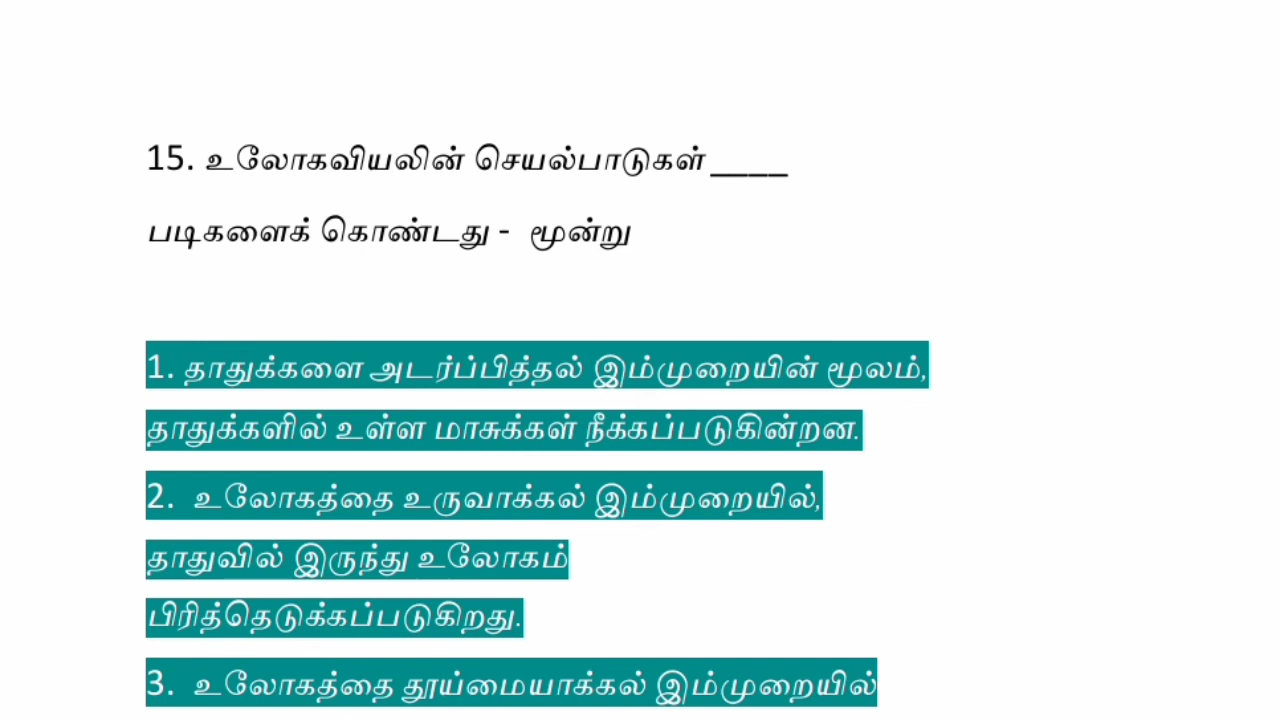 15. உலோகவியலின் செயல்பாடுகள் ____
படிகளைக் கொண்டது - மூன்று
1. தாதுக்களை அடர்ப்பித்தல் இம்முறையின் மூலம்,
தாதுக்களில் உள்ள மாசுக்கள் நீக்கப்படுகின்றன.
2. உலோகத்தை உருவாக்கல் இம்முறையில்,
தாதுவில் இருந்து உலோகம்
பிரித்தெடுக்கப்படுகிறது.
3. உலோகத்தை தூய்மையாக்கல் இம்முறையில்